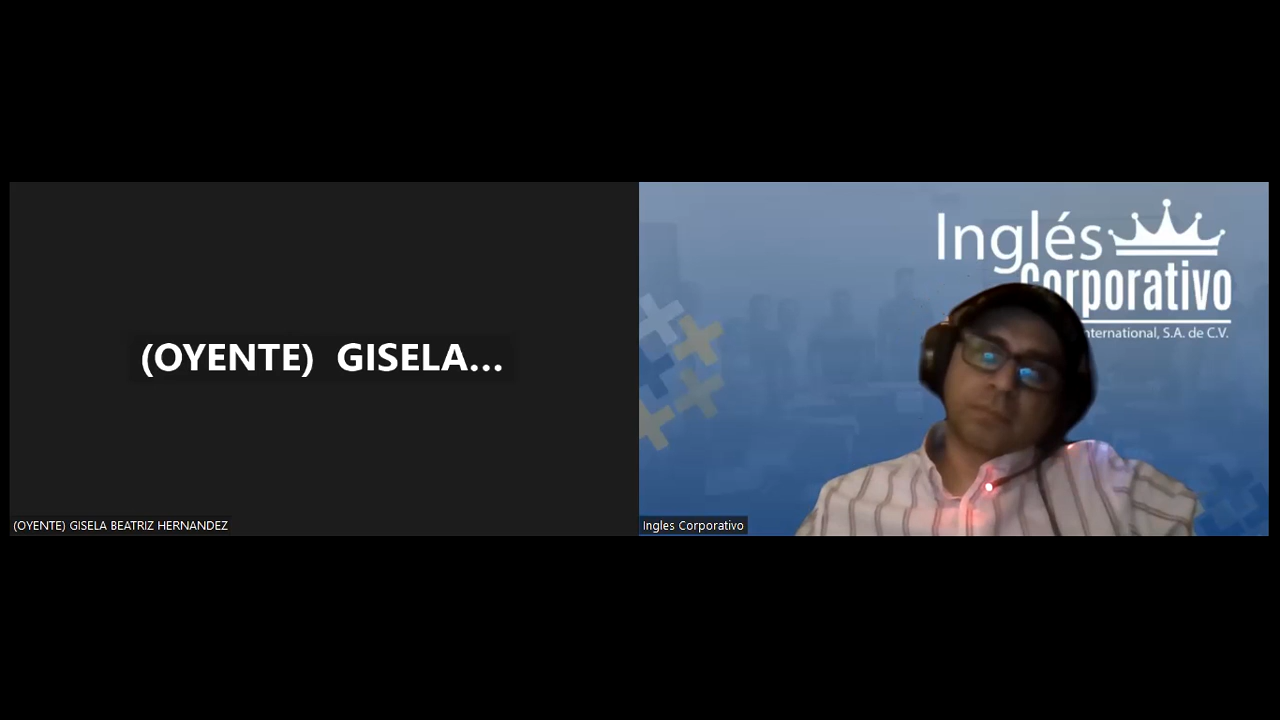 (OYENTE) GISELA...
(OYENTE) GISELA BEATRIZ HERNANDEZ
Inglés
Corporativo
International, S.A. de C.V.
Ingles Corporativo